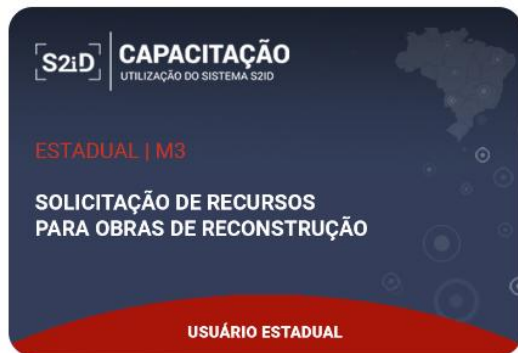 S2iD
CAPACITAÇÃO
UTILIZAÇÃO DO SISTEMA S2ID
ESTADUAL | M3
SOLICITAÇÃO DE RECURSOS
PARA OBRAS DE RECONSTRUÇÃO
USUÁRIO ESTADUAL